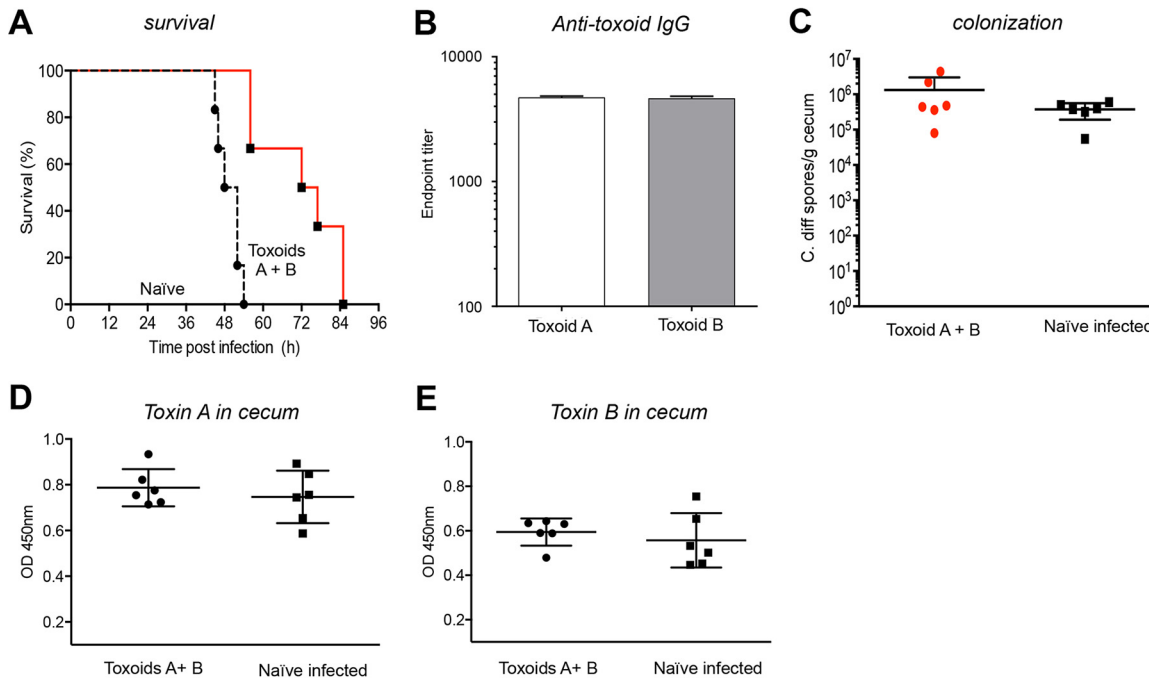 A
survival
100
80
60
40
20
0
Survival (%)
Toxoids
A + B
Naïve
0 12 24 36 48 60 72 84 96
Time post infection (h)
B
Anti-toxoid IgG
10000
1000
100
Endpoint titer
Toxoid A Toxoid B
C
colonization
10⁷
10⁶
10⁵
10⁴
10³
10²
10¹
10⁰
C. diff spores/g cecum
Toxoid A + B Naïve infected
D
Toxin A in cecum
1.0
0.8
0.6
0.4
0.2
OD 450nm
Toxoids A+ B Naïve infected
E
Toxin B in cecum
1.0
0.8
0.6
0.4
0.2
OD 450nm
Toxoids A+ B Naïve infected